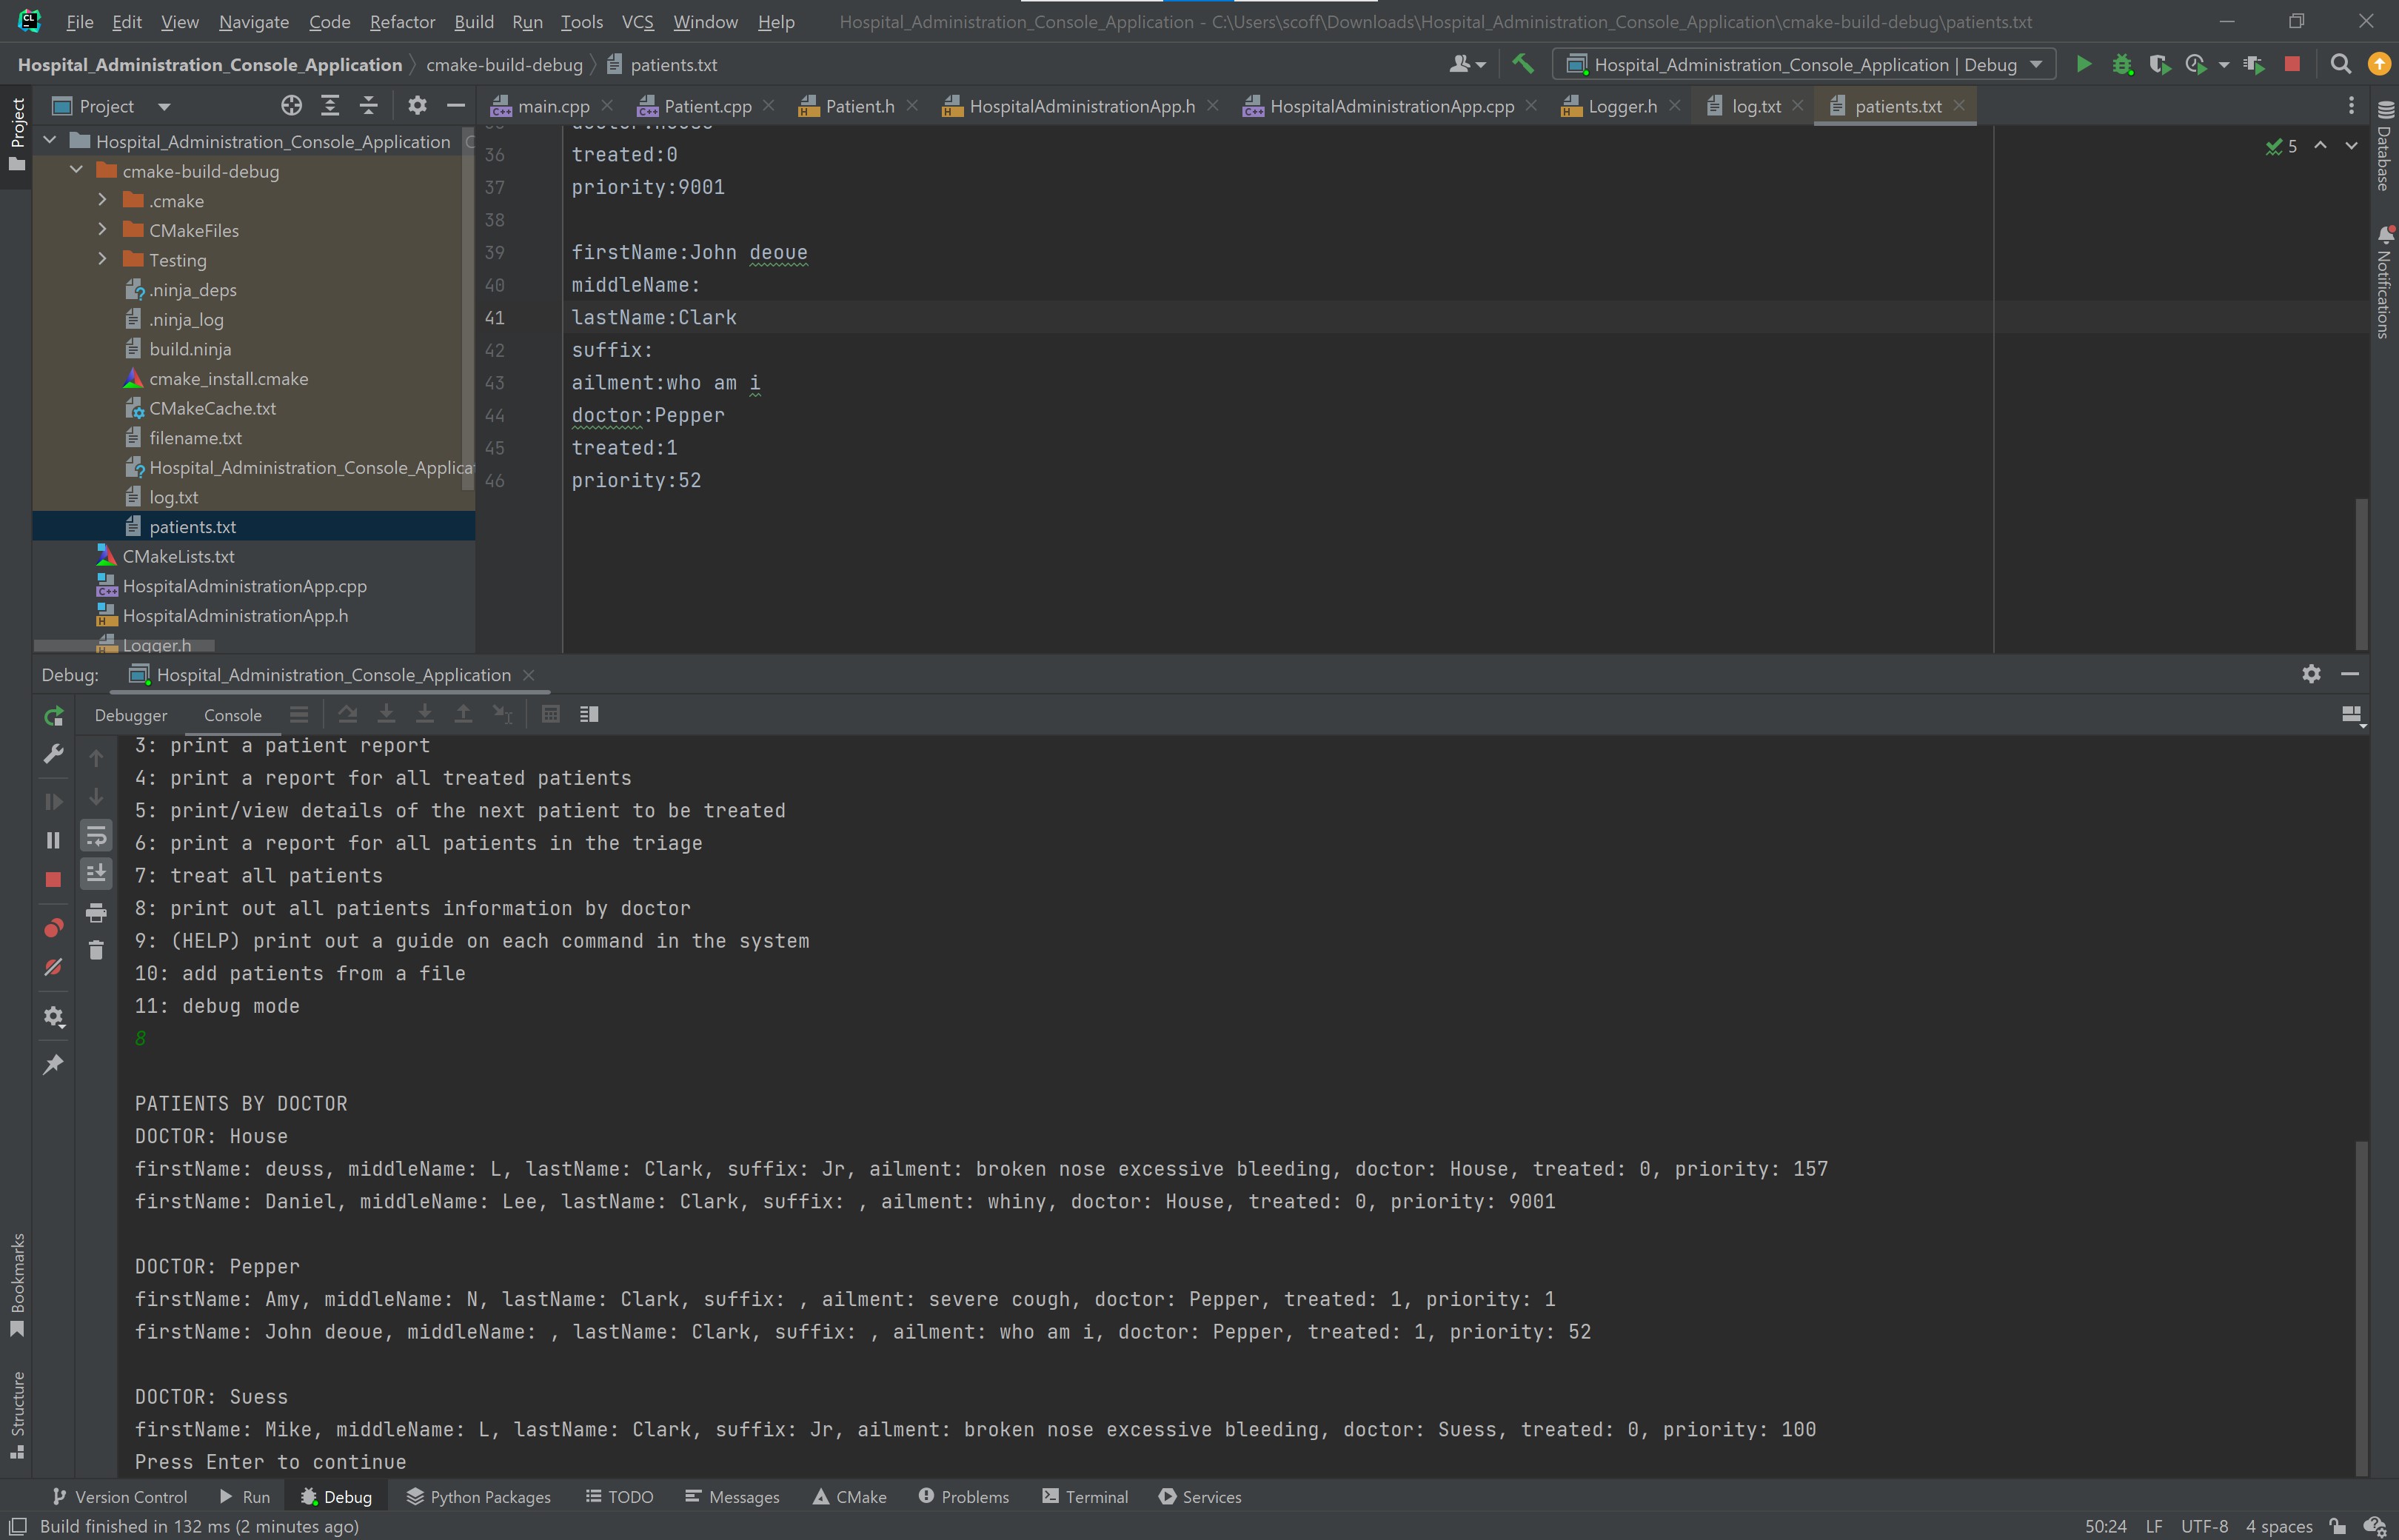 File Edit View Navigate Code Refactor Build Run Tools VCS Window Help Hospital_Administration_Console_Application - C:\Users\scoff\Downloads\Hospital_Administration_Console_Application\cmake-build-debug\patients.txt
Hospital_Administration_Console_Application cmake-build-debug patients.txt Hospital_Administration_Console_Application | Debug
Project
Project
main.cpp Patient.cpp Patient.h HospitalAdministrationApp.h HospitalAdministrationApp.cpp Logger.h log.txt patients.txt
Hospital_Administration_Console_Application
cmake-build-debug
.cmake
CMakeFiles
Testing
.ninja_deps
.ninja_log
build.ninja
cmake_install.cmake
CMakeCache.txt
filename.txt
Hospital_Administration_Console_Applica
log.txt
patients.txt
CMakeLists.txt
HospitalAdministrationApp.cpp
HospitalAdministrationApp.h
Logger.h
36 treated:0
37 priority:9001
38
39 firstName:John deoue
40 middleName:
41 lastName:Clark
42 suffix:
43 ailment:who am i
44 doctor:Pepper
45 treated:1
46 priority:52
5
Database
Notifications
Debug: Hospital_Administration_Console_Application
Debugger Console
3: print a patient report
4: print a report for all treated patients
5: print/view details of the next patient to be treated
6: print a report for all patients in the triage
7: treat all patients
8: print out all patients information by doctor
9: (HELP) print out a guide on each command in the system
10: add patients from a file
11: debug mode
8
PATIENTS BY DOCTOR
DOCTOR: House
firstName: deuss, middleName: L, lastName: Clark, suffix: Jr, ailment: broken nose excessive bleeding, doctor: House, treated: 0, priority: 157
firstName: Daniel, middleName: Lee, lastName: Clark, suffix: , ailment: whiny, doctor: House, treated: 0, priority: 9001
DOCTOR: Pepper
firstName: Amy, middleName: N, lastName: Clark, suffix: , ailment: severe cough, doctor: Pepper, treated: 1, priority: 1
firstName: John deoue, middleName: , lastName: Clark, suffix: , ailment: who am i, doctor: Pepper, treated: 1, priority: 52
DOCTOR: Suess
firstName: Mike, middleName: L, lastName: Clark, suffix: Jr, ailment: broken nose excessive bleeding, doctor: Suess, treated: 0, priority: 100
Press Enter to continue
Bookmarks
Structure
Version Control Run Debug Python Packages TODO Messages CMake Problems Terminal Services
Build finished in 132 ms (2 minutes ago) 50:24 LF UTF-8 4 spaces